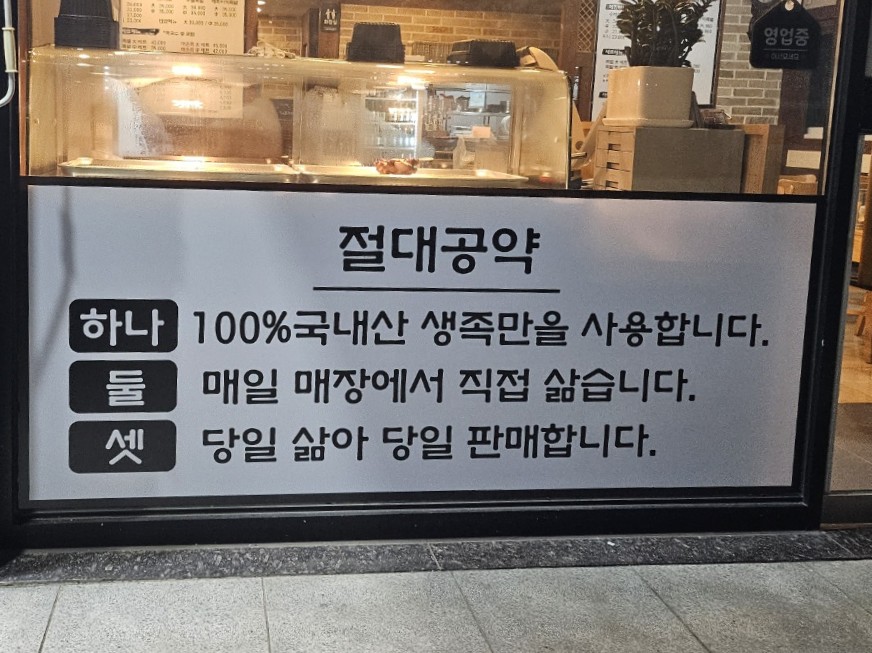 영업중
절대공약
하나 100%국내산 생족만을 사용합니다.
둘 매일 매장에서 직접 삶습니다.
셋 당일 삶아 당일 판매합니다.